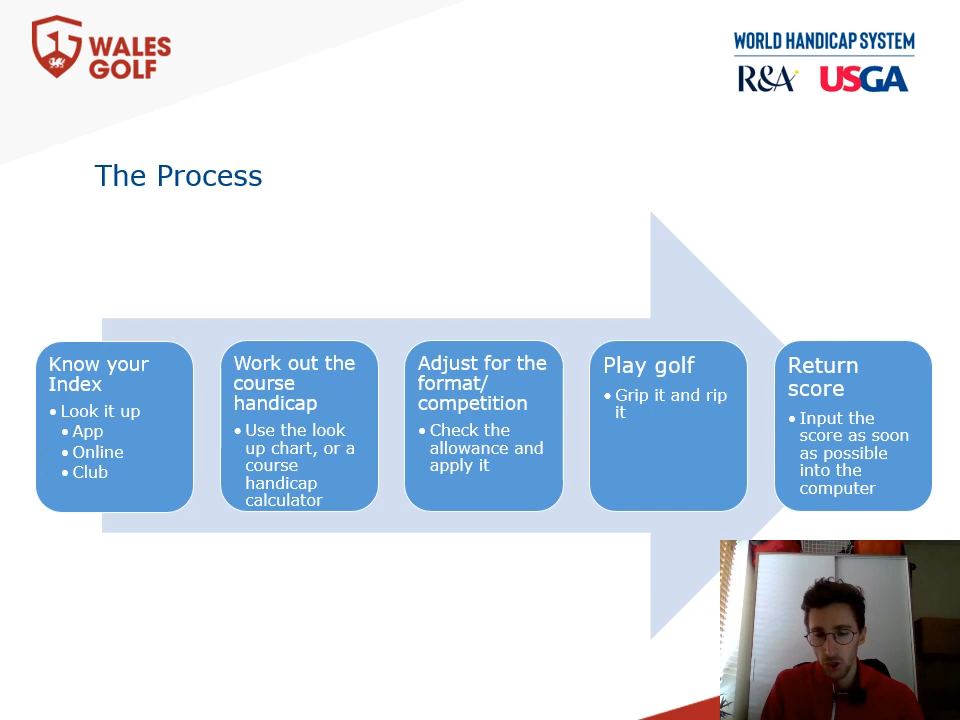 WALES
GOLF
WORLD HANDICAP SYSTEM
R&A USGA
The Process
Know your
Index
• Look it up
• App
• Online
• Club
Work out the
course
handicap
• Use the look
up chart, or a
course
handicap
calculator
Adjust for the
format/
competition
• Check the
allowance and
apply it
Play golf
• Grip it and rip
it
Return
score
• Input the
score as soon
as possible
into the
computer